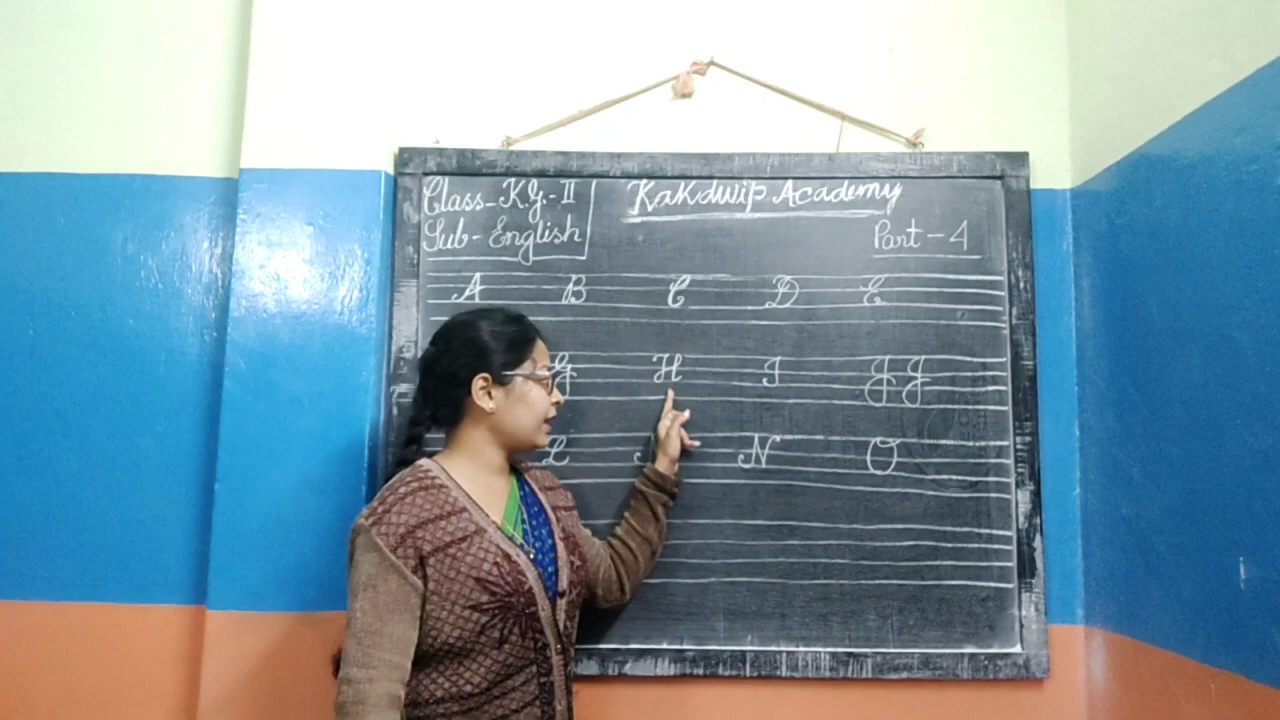 Class-K.G.-II
Kakdwip Academy
Sub-English
Part-4
A B C D E
G H I J J
L N O